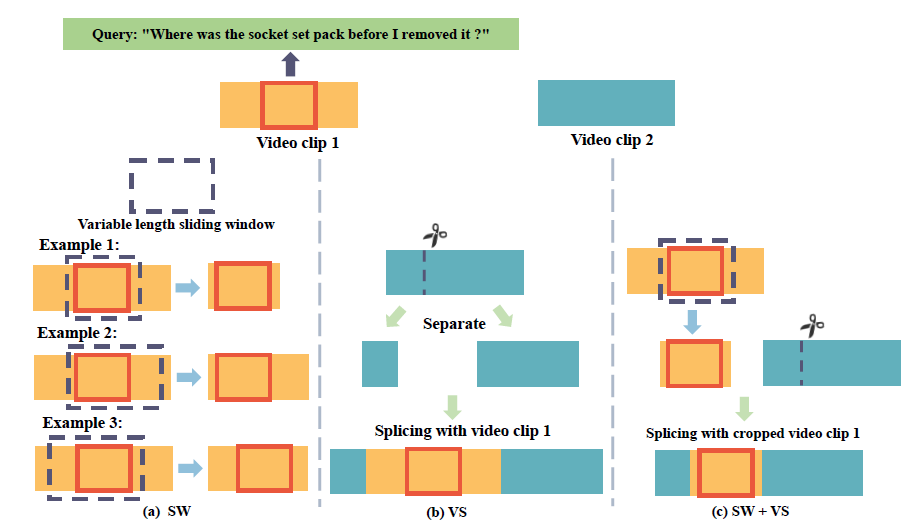 Query: "Where was the socket set pack before I removed it ?"
Video clip 1
Video clip 2
Variable length sliding window
Example 1:
Example 2:
Example 3:
(a) SW
Separate
Splicing with video clip 1
(b) VS
Splicing with cropped video clip 1
(c) SW + VS